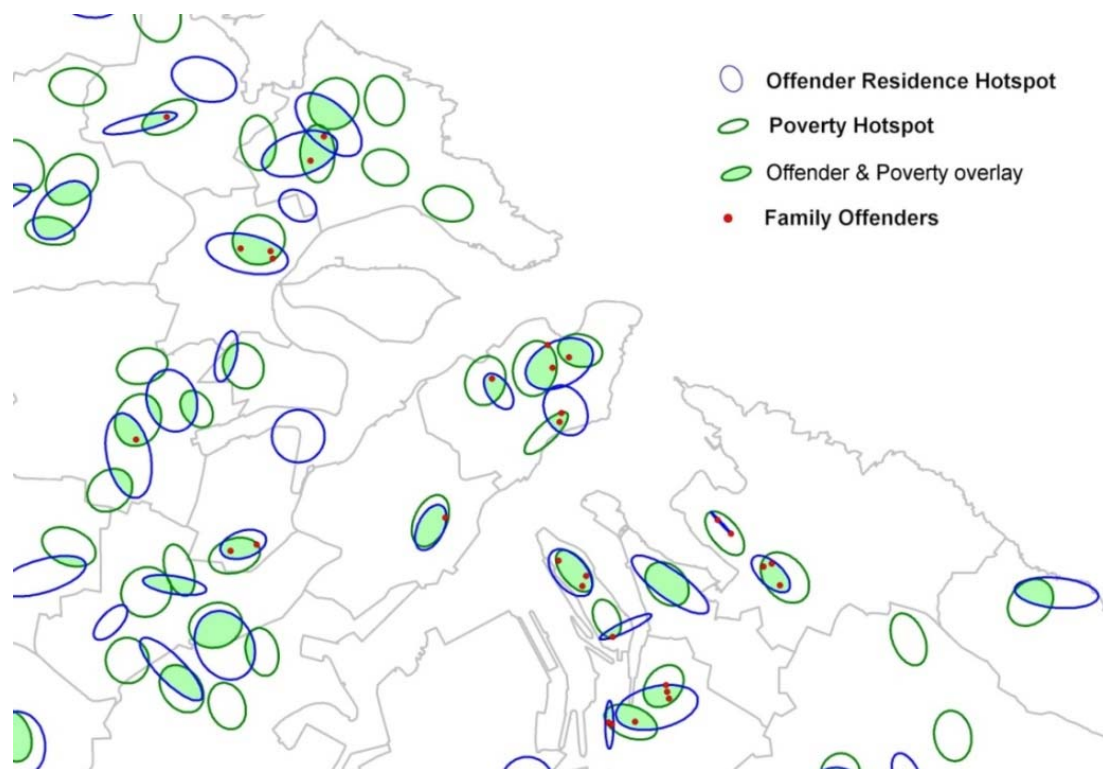 Offender Residence Hotspot
Poverty Hotspot
Offender & Poverty overlay
Family Offenders